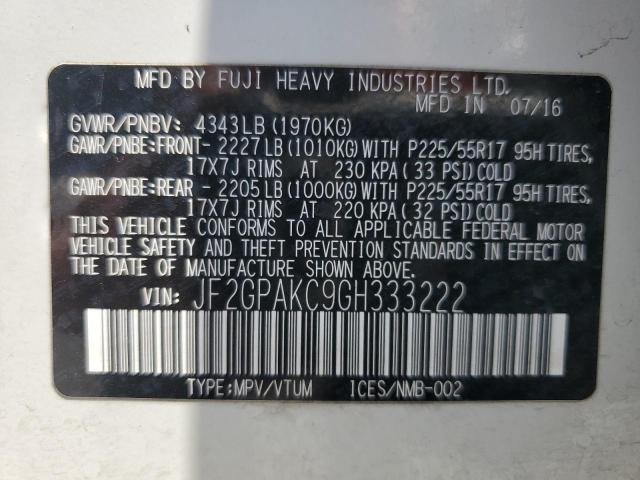 MFD BY FUJI HEAVY INDUSTRIES LTD.
MFD IN 07/16
GVWR/PNBV: 4343LB (1970KG)
GAWR/PNBE:FRONT- 2227LB (1010KG) WITH P225/55R17 95H TIRES,
17X7J RIMS AT 230 KPA (33 PSI) COLD
GAWR/PNBE:REAR - 2205LB (1000KG) WITH P225/55R17 95H TIRES,
17X7J RIMS AT 220 KPA (32 PSI) COLD
THIS VEHICLE CONFORMS TO ALL APPLICABLE FEDERAL MOTOR
VEHICLE SAFETY AND THEFT PREVENTION STANDARDS IN EFFECT ON
THE DATE OF MANUFACTURE SHOWN ABOVE.
VIN: JF2GPAKC9GH333222
TYPE:MPV/VTUM ICES/NMB-002